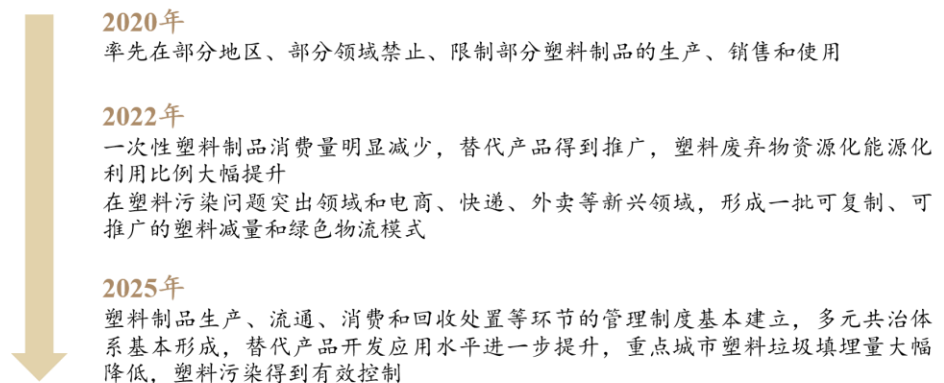 2020年
率先在部分地区、部分领域禁止、限制部分塑料制品的生产、销售和使用
2022年
一次性塑料制品消费量明显减少，替代产品得到推广，塑料废弃物资源化能源化
利用比例大幅提升
在塑料污染问题突出领域和电商、快递、外卖等新兴领域，形成一批可复制、可
推广的塑料减量和绿色物流模式
2025年
塑料制品生产、流通、消费和回收处置等环节的管理制度基本建立，多元共治体
系基本形成，替代产品开发应用水平进一步提升，重点城市塑料垃圾填埋量大幅
降低，塑料污染得到有效控制